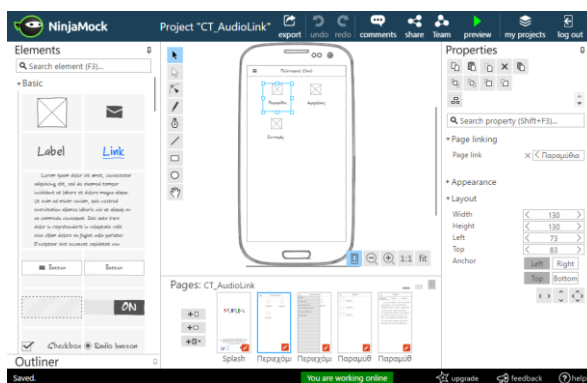 NinjaMock
Project "CT_AudioLink"
export
undo
redo
comments
share
Team
preview
my projects
log out
Elements
Search element (F3)...
Basic
Label
Link
Button
Button
ON
Checkbox
Radio button
Outliner
1:1
fit
Pages: CT_AudioLink
Splash
Περιεχόμ
Περιεχόμ
Παραμύθ
Παραμύθ
Properties
Search property (Shift+F3)...
Page linking
Page link
Παραμύθια
Appearance
Layout
Width
130
Height
130
Left
73
Top
83
Anchor
Left
Right
Top
Bottom
Saved.
You are working online
upgrade
feedback
help